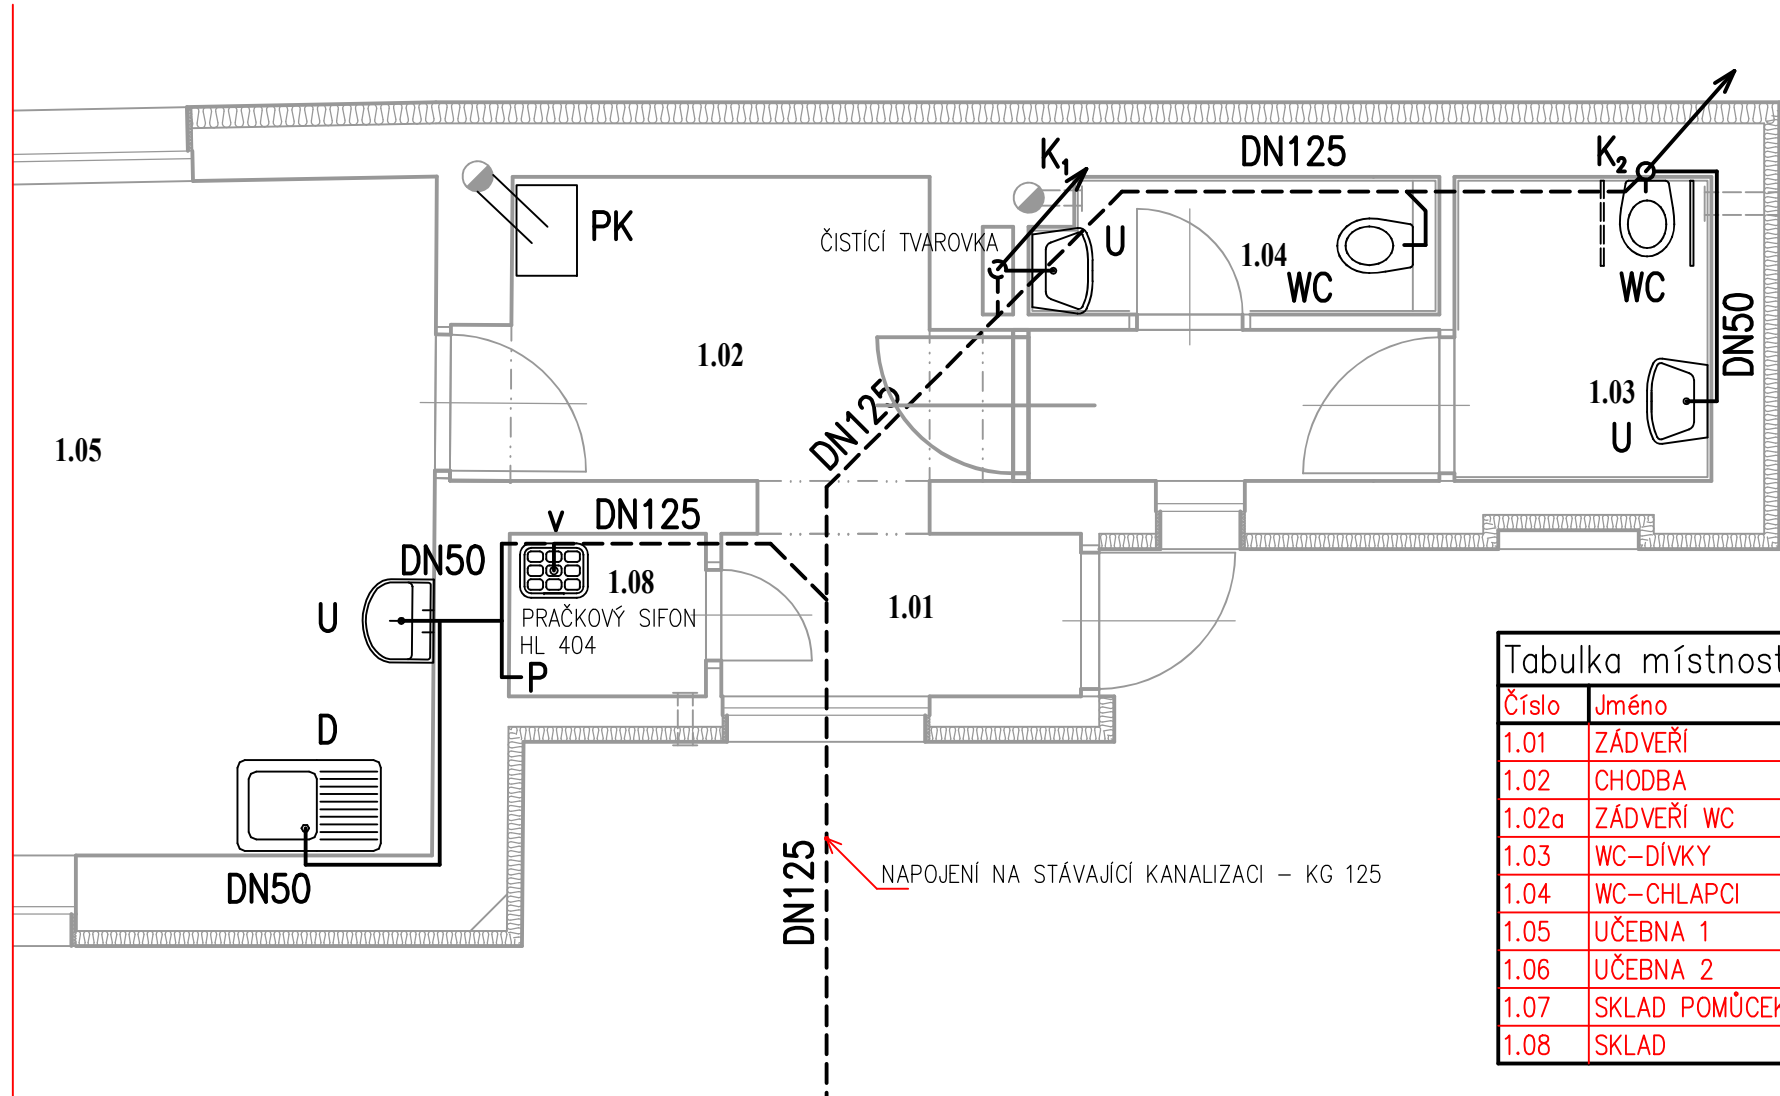 DN125
K₁
K₂
PK
ČISTÍCÍ TVAROVKA
U
1.04
WC
WC
DN50
1.02
1.03
U
DN125
1.05
V
DN125
DN50
1.08
U
PRAČKOVÝ SIFON
HL 404
P
1.01
D
DN50
DN125
NAPOJENÍ NA STÁVAJÍCÍ KANALIZACI – KG 125
Tabulka místnost
Číslo Jméno
1.01 ZÁDVEŘÍ
1.02 CHODBA
1.02a ZÁDVEŘÍ WC
1.03 WC–DÍVKY
1.04 WC–CHLAPCI
1.05 UČEBNA 1
1.06 UČEBNA 2
1.07 SKLAD POMŮCEK
1.08 SKLAD